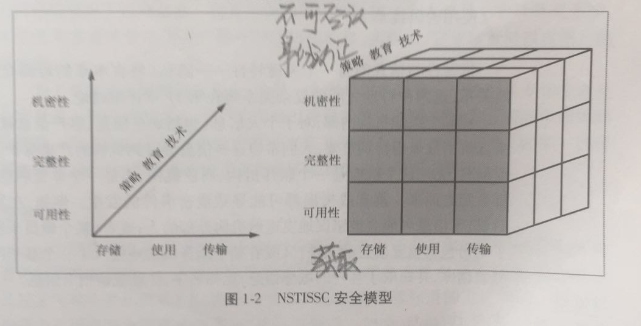 不可否认
身份认证
机密性
完整性
可用性
策略 教育 技术
存储 使用 传输
策略 教育 技术
机密性
完整性
可用性
存储 使用 传输
获取
图 1-2 NSTISSC 安全模型